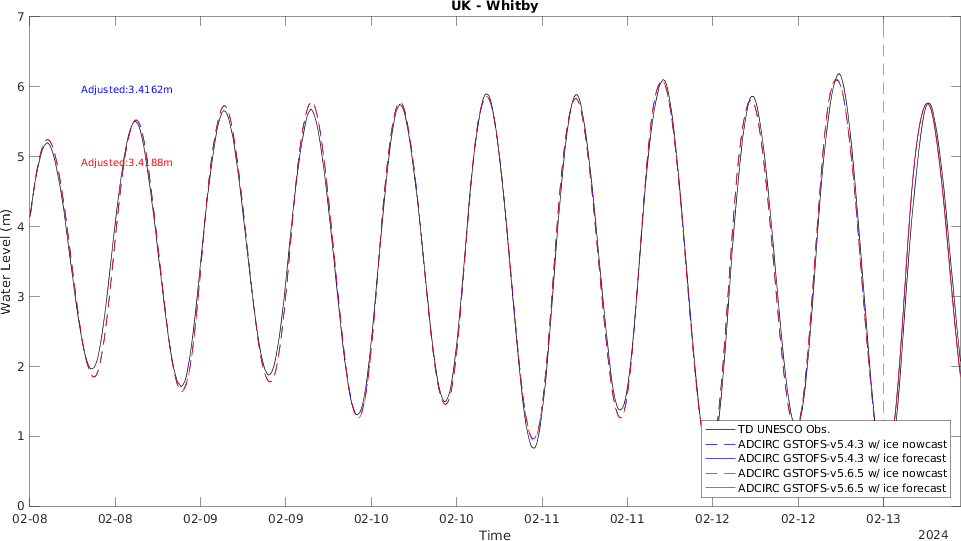 UK - Whitby
7
6
5
4
3
2
1
0
Water Level (m)
Adjusted:3.4162m
Adjusted:3.4188m
TD UNESCO Obs.
ADCIRC GSTOFS-v5.4.3 w/ ice nowcast
ADCIRC GSTOFS-v5.4.3 w/ ice forecast
ADCIRC GSTOFS-v5.6.5 w/ ice nowcast
ADCIRC GSTOFS-v5.6.5 w/ ice forecast
02-08 02-08 02-09 02-09 02-10 02-10 02-11 02-11 02-12 02-12 02-13
Time
2024